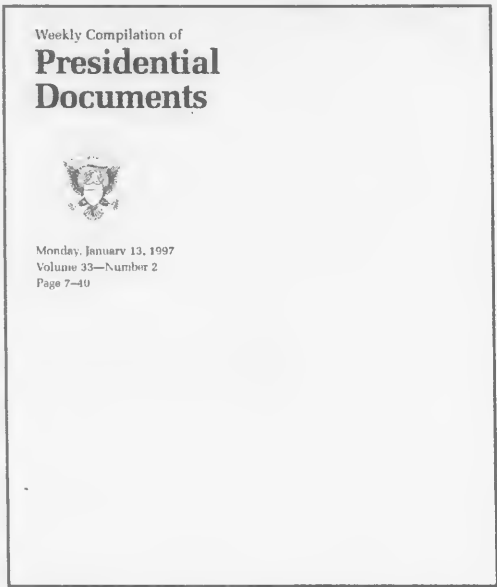 Weekly Compilation of
Presidential
Documents
Monday, January 13, 1997
Volume 33—Number 2
Page 7–40